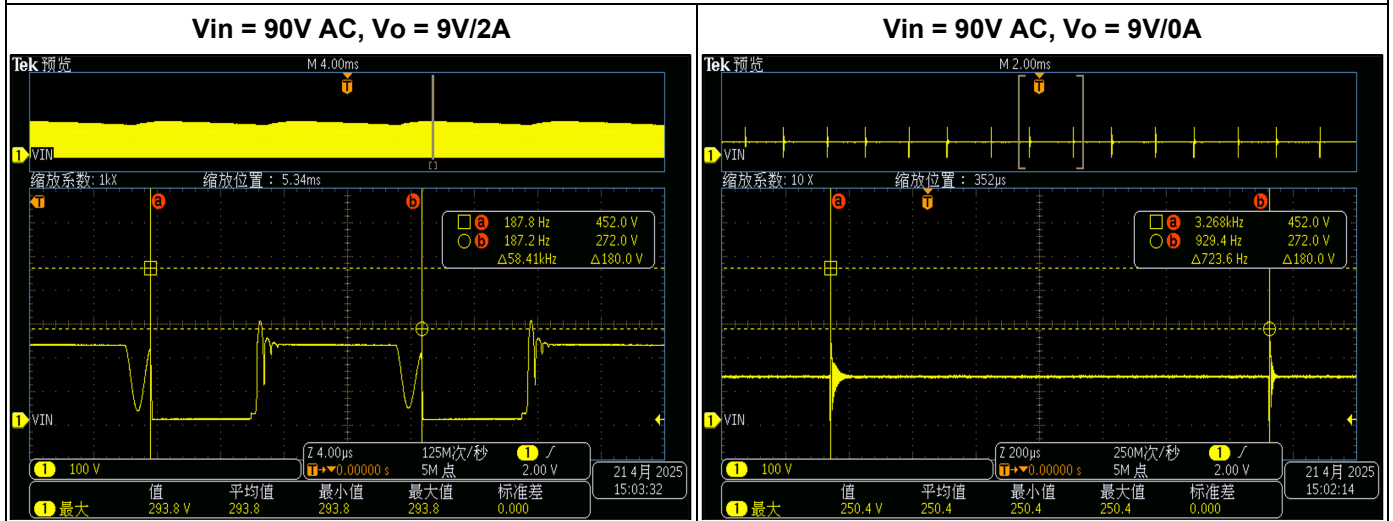 Vin = 90V AC, Vo = 9V/2A
Tek 预览
M 4.00ms
T
1 VIN
缩放系数: 1kX
缩放位置： 5.34ms
T
a
b
a 187.8 Hz 452.0 V
b 187.2 Hz 272.0 V
Δ58.41kHz Δ180.0 V
1 VIN
Z 4.00µs 125M次/秒 1
1 100 V
T→▼0.00000 s 5M 点 2.00 V
21 4月 2025
15:03:32
值 平均值 最小值 最大值 标准差
1 最大 293.8 V 293.8 293.8 293.8 0.000
Vin = 90V AC, Vo = 9V/0A
Tek 预览
M 2.00ms
T
1 VIN
缩放系数: 10 X
缩放位置： 352µs
T
a
b
a 3.268kHz 452.0 V
b 929.4 Hz 272.0 V
Δ723.6 Hz Δ180.0 V
1 VIN
Z 200µs 250M次/秒 1
1 100 V
T→▼0.00000 s 5M 点 2.00 V
21 4月 2025
15:02:14
值 平均值 最小值 最大值 标准差
1 最大 250.4 V 250.4 250.4 250.4 0.000